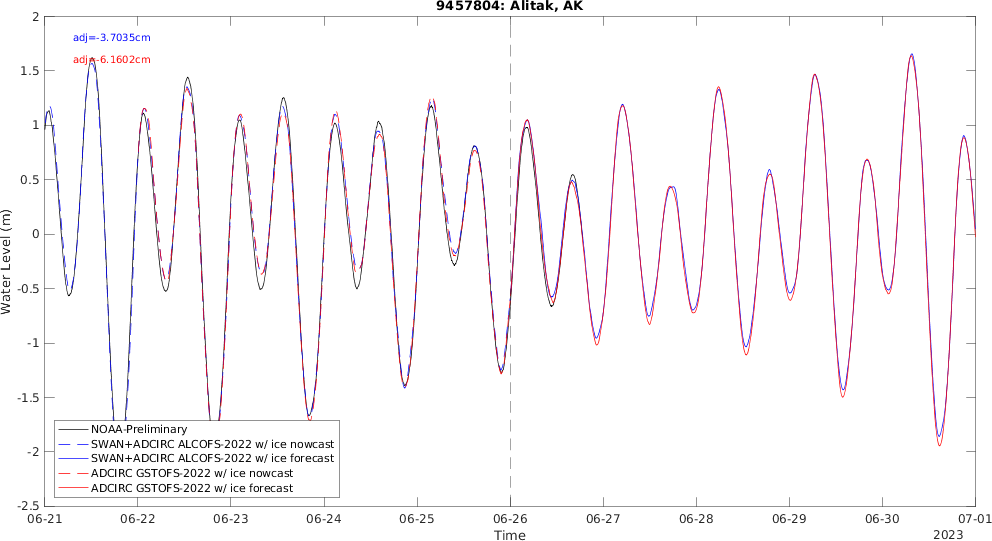 9457804: Alitak, AK
adj=-3.7035cm
adj=-6.1602cm
2
1.5
1
0.5
0
-0.5
-1
-1.5
-2
-2.5
Water Level (m)
NOAA-Preliminary
SWAN+ADCIRC ALCOFS-2022 w/ ice nowcast
SWAN+ADCIRC ALCOFS-2022 w/ ice forecast
ADCIRC GSTOFS-2022 w/ ice nowcast
ADCIRC GSTOFS-2022 w/ ice forecast
06-21 06-22 06-23 06-24 06-25 06-26 06-27 06-28 06-29 06-30 07-01
Time
2023